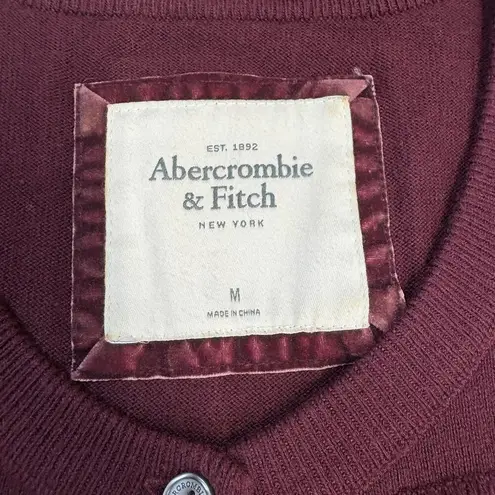 EST. 1892
Abercrombie
& Fitch
NEW YORK
M
MADE IN CHINA